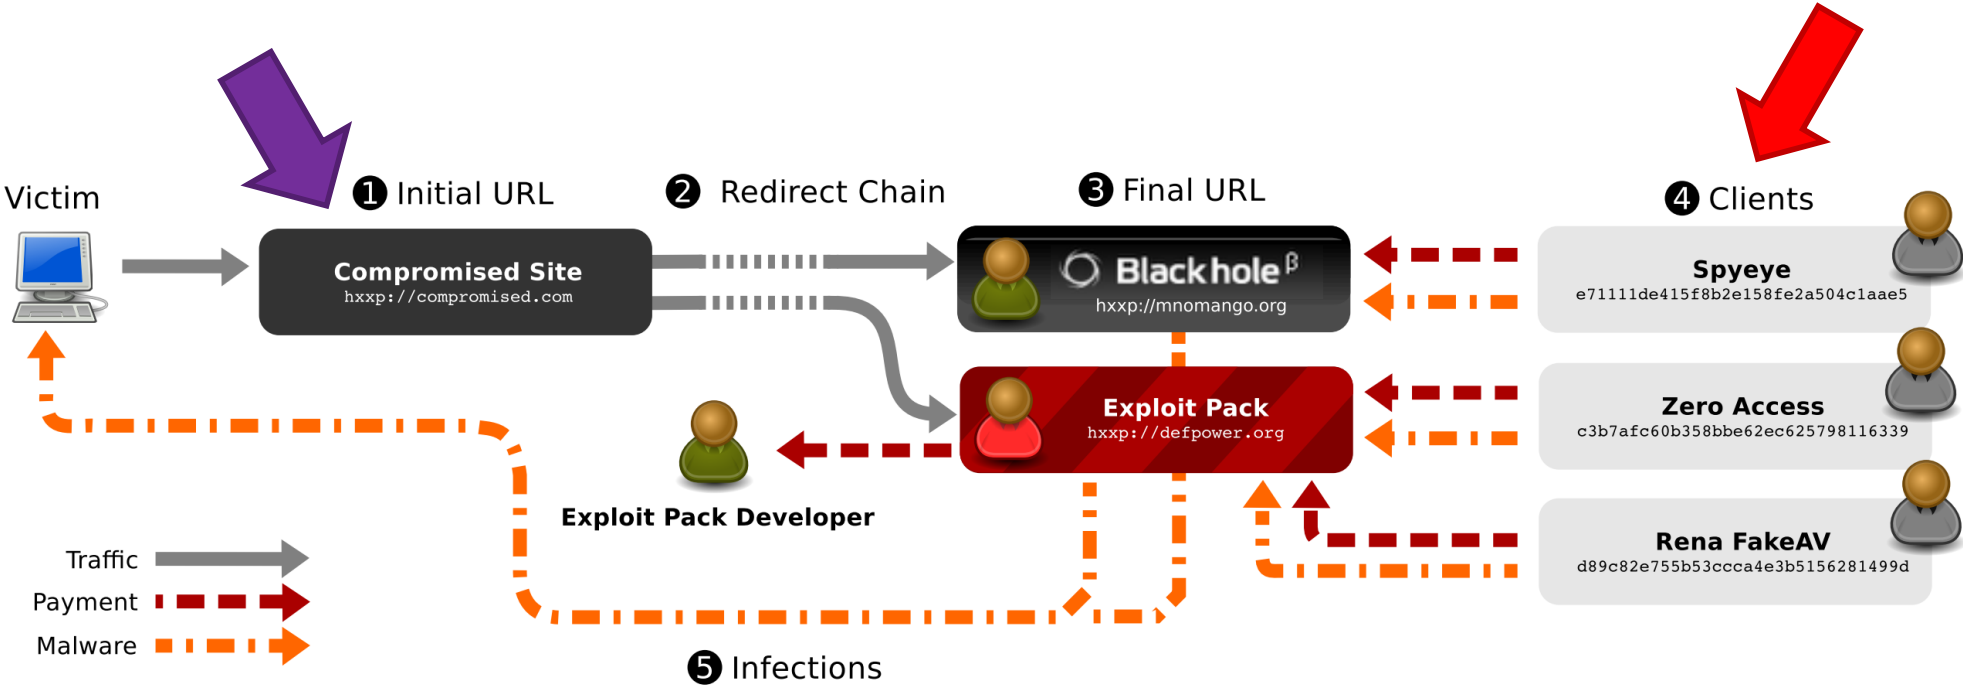 Victim
1 Initial URL
2 Redirect Chain
3 Final URL
4 Clients
Compromised Site
hxxp://compromised.com
Blackhole β
hxxp://mnomango.org
Spyeye
e71111de415f8b2e158fe2a504c1aae5
Exploit Pack
hxxp://defpower.org
Zero Access
c3b7afc60b358bbe62ec625798116339
Exploit Pack Developer
Rena FakeAV
d89c82e755b53ccca4e3b5156281499d
Traffic
Payment
Malware
5 Infections